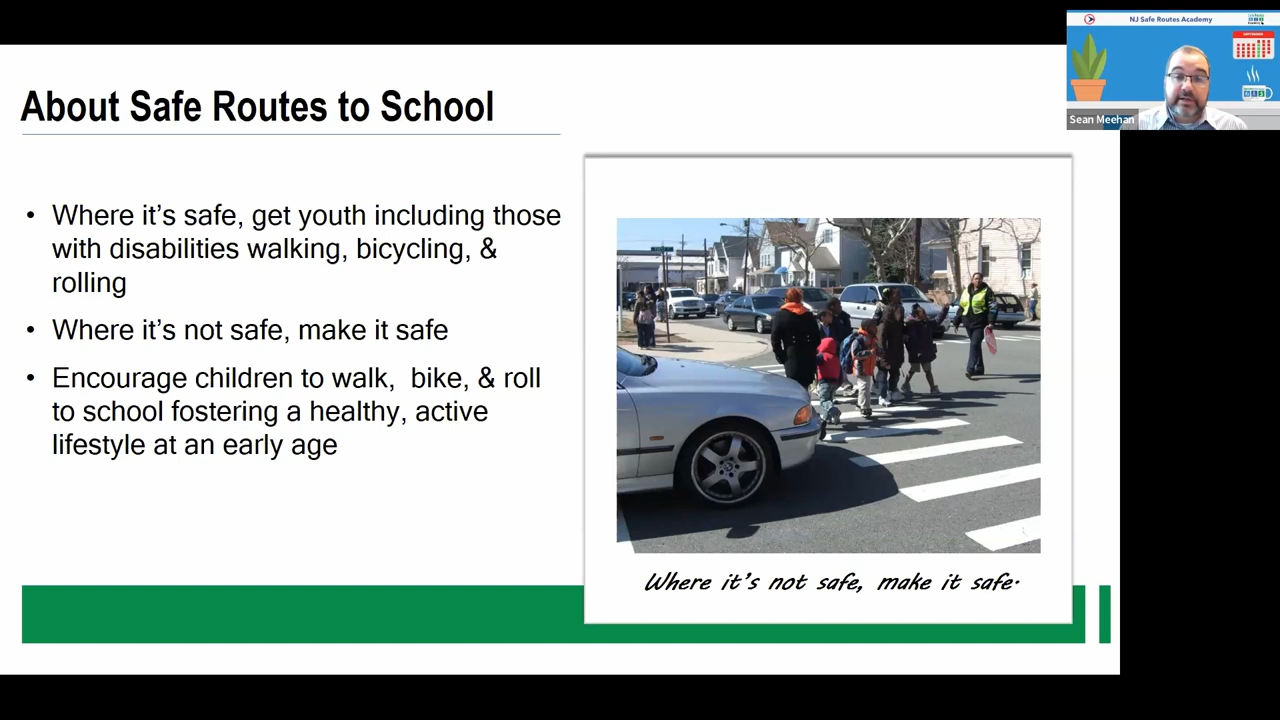 NJ Safe Routes Academy
SEPTEMBER
Sean Meehan
About Safe Routes to School
• Where it's safe, get youth including those
with disabilities walking, bicycling, &
rolling
• Where it's not safe, make it safe
• Encourage children to walk,  bike, & roll
to school fostering a healthy, active
lifestyle at an early age
Where it's not safe, make it safe.